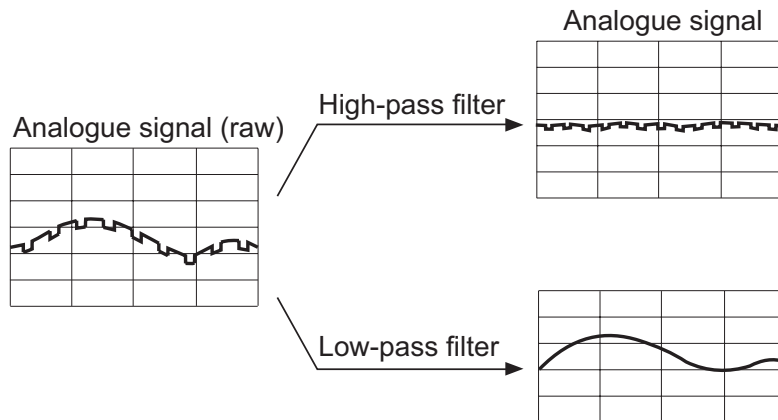 Analogue signal
High-pass filter
Analogue signal (raw)
Low-pass filter